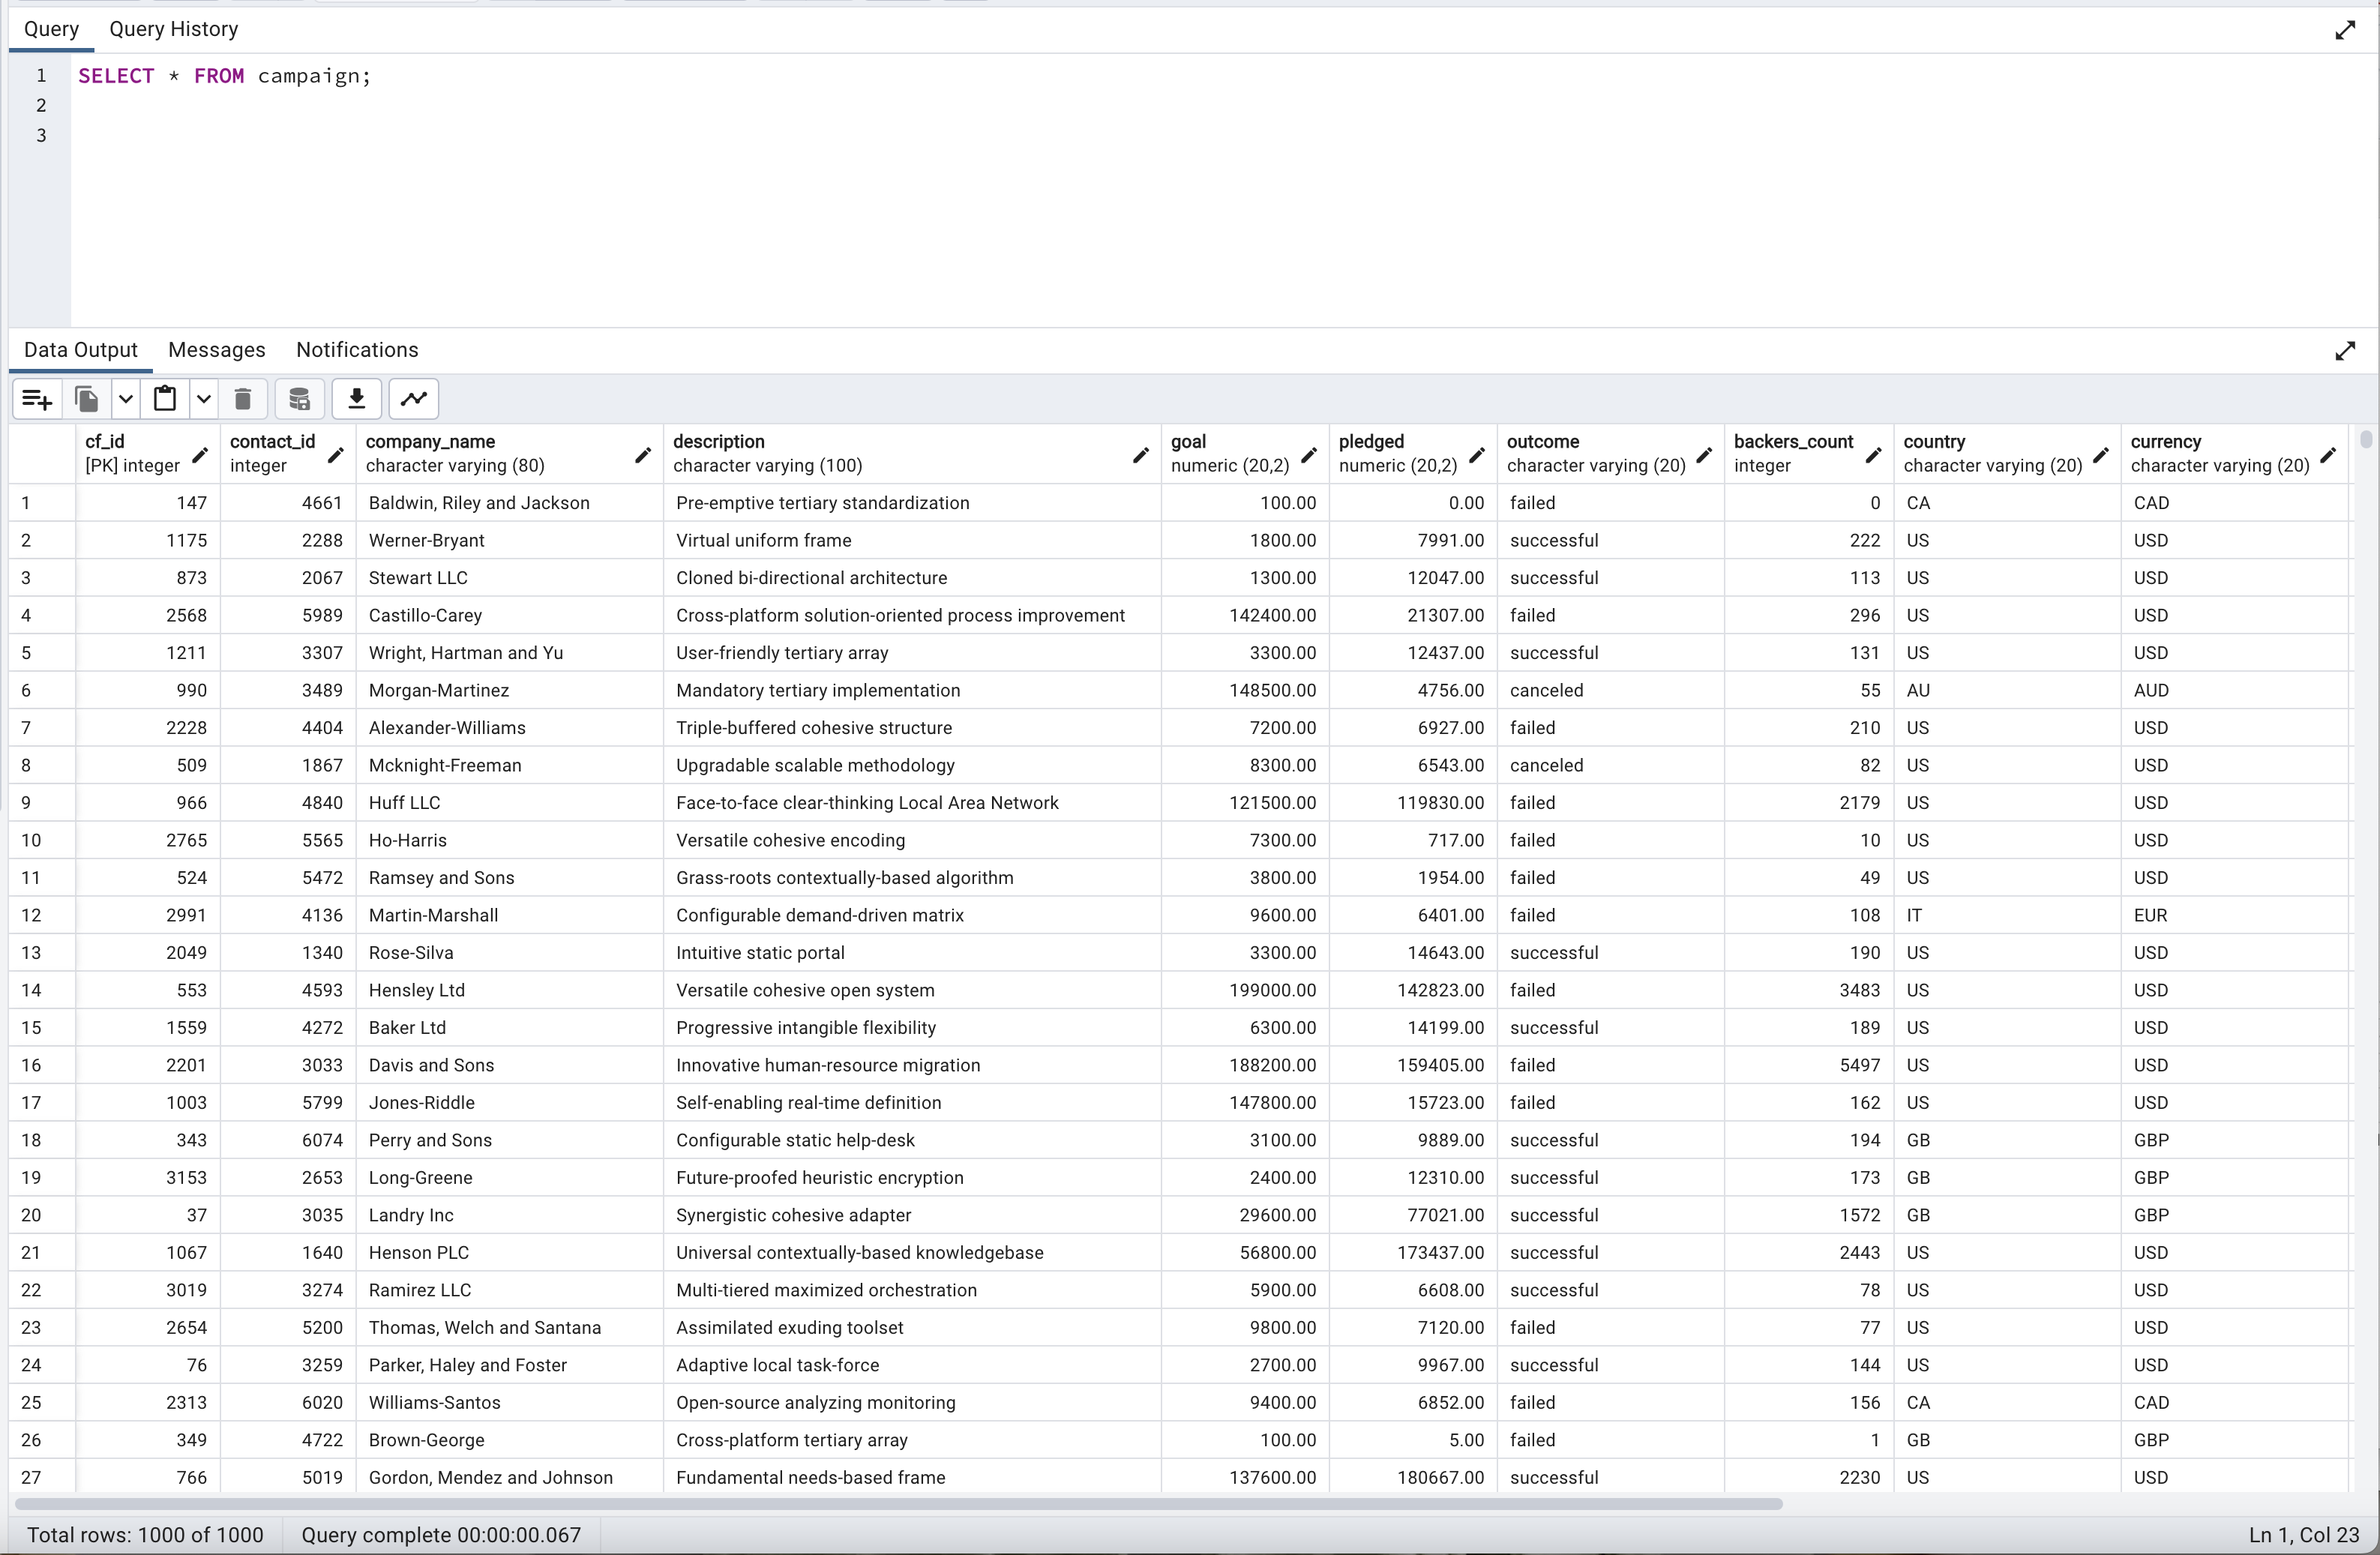 Query Query History
1 SELECT * FROM campaign;
2
3
Data Output Messages Notifications
cf_id contact_id company_name description goal pledged outcome backers_count country currency
[PK] integer integer character varying (80) character varying (100) numeric (20,2) numeric (20,2) character varying (20) integer character varying (20) character varying (20)
1 147 4661 Baldwin, Riley and Jackson Pre-emptive tertiary standardization 100.00 0.00 failed 0 CA CAD
2 1175 2288 Werner-Bryant Virtual uniform frame 1800.00 7991.00 successful 222 US USD
3 873 2067 Stewart LLC Cloned bi-directional architecture 1300.00 12047.00 successful 113 US USD
4 2568 5989 Castillo-Carey Cross-platform solution-oriented process improvement 142400.00 21307.00 failed 296 US USD
5 1211 3307 Wright, Hartman and Yu User-friendly tertiary array 3300.00 12437.00 successful 131 US USD
6 990 3489 Morgan-Martinez Mandatory tertiary implementation 148500.00 4756.00 canceled 55 AU AUD
7 2228 4404 Alexander-Williams Triple-buffered cohesive structure 7200.00 6927.00 failed 210 US USD
8 509 1867 Mcknight-Freeman Upgradable scalable methodology 8300.00 6543.00 canceled 82 US USD
9 966 4840 Huff LLC Face-to-face clear-thinking Local Area Network 121500.00 119830.00 failed 2179 US USD
10 2765 5565 Ho-Harris Versatile cohesive encoding 7300.00 717.00 failed 10 US USD
11 524 5472 Ramsey and Sons Grass-roots contextually-based algorithm 3800.00 1954.00 failed 49 US USD
12 2991 4136 Martin-Marshall Configurable demand-driven matrix 9600.00 6401.00 failed 108 IT EUR
13 2049 1340 Rose-Silva Intuitive static portal 3300.00 14643.00 successful 190 US USD
14 553 4593 Hensley Ltd Versatile cohesive open system 199000.00 142823.00 failed 3483 US USD
15 1559 4272 Baker Ltd Progressive intangible flexibility 6300.00 14199.00 successful 189 US USD
16 2201 3033 Davis and Sons Innovative human-resource migration 188200.00 159405.00 failed 5497 US USD
17 1003 5799 Jones-Riddle Self-enabling real-time definition 147800.00 15723.00 failed 162 US USD
18 343 6074 Perry and Sons Configurable static help-desk 3100.00 9889.00 successful 194 GB GBP
19 3153 2653 Long-Greene Future-proofed heuristic encryption 2400.00 12310.00 successful 173 GB GBP
20 37 3035 Landry Inc Synergistic cohesive adapter 29600.00 77021.00 successful 1572 GB GBP
21 1067 1640 Henson PLC Universal contextually-based knowledgebase 56800.00 173437.00 successful 2443 US USD
22 3019 3274 Ramirez LLC Multi-tiered maximized orchestration 5900.00 6608.00 successful 78 US USD
23 2654 5200 Thomas, Welch and Santana Assimilated exuding toolset 9800.00 7120.00 failed 77 US USD
24 76 3259 Parker, Haley and Foster Adaptive local task-force 2700.00 9967.00 successful 144 US USD
25 2313 6020 Williams-Santos Open-source analyzing monitoring 9400.00 6852.00 failed 156 CA CAD
26 349 4722 Brown-George Cross-platform tertiary array 100.00 5.00 failed 1 GB GBP
27 766 5019 Gordon, Mendez and Johnson Fundamental needs-based frame 137600.00 180667.00 successful 2230 US USD
Total rows: 1000 of 1000 Query complete 00:00:00.067 Ln 1, Col 23